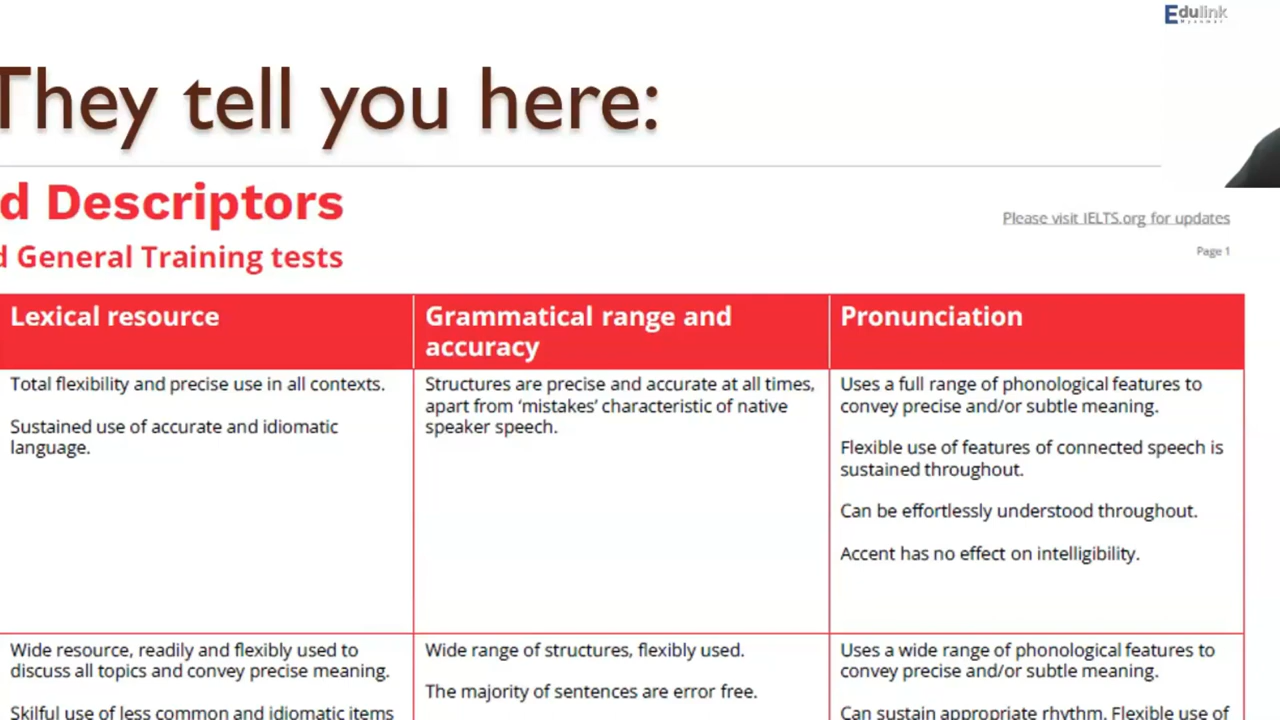 Edulink
Myanmar
They tell you here:
d Descriptors
Please visit IELTS.org for updates
d General Training tests
Page 1
Lexical resource
Grammatical range and
accuracy
Pronunciation
Total flexibility and precise use in all contexts.
Sustained use of accurate and idiomatic
language.
Structures are precise and accurate at all times,
apart from ‘mistakes’ characteristic of native
speaker speech.
Uses a full range of phonological features to
convey precise and/or subtle meaning.
Flexible use of features of connected speech is
sustained throughout.
Can be effortlessly understood throughout.
Accent has no effect on intelligibility.
Wide resource, readily and flexibly used to
discuss all topics and convey precise meaning.
Skilful use of less common and idiomatic items
Wide range of structures, flexibly used.
The majority of sentences are error free.
Uses a wide range of phonological features to
convey precise and/or subtle meaning.
Can sustain appropriate rhythm. Flexible use of